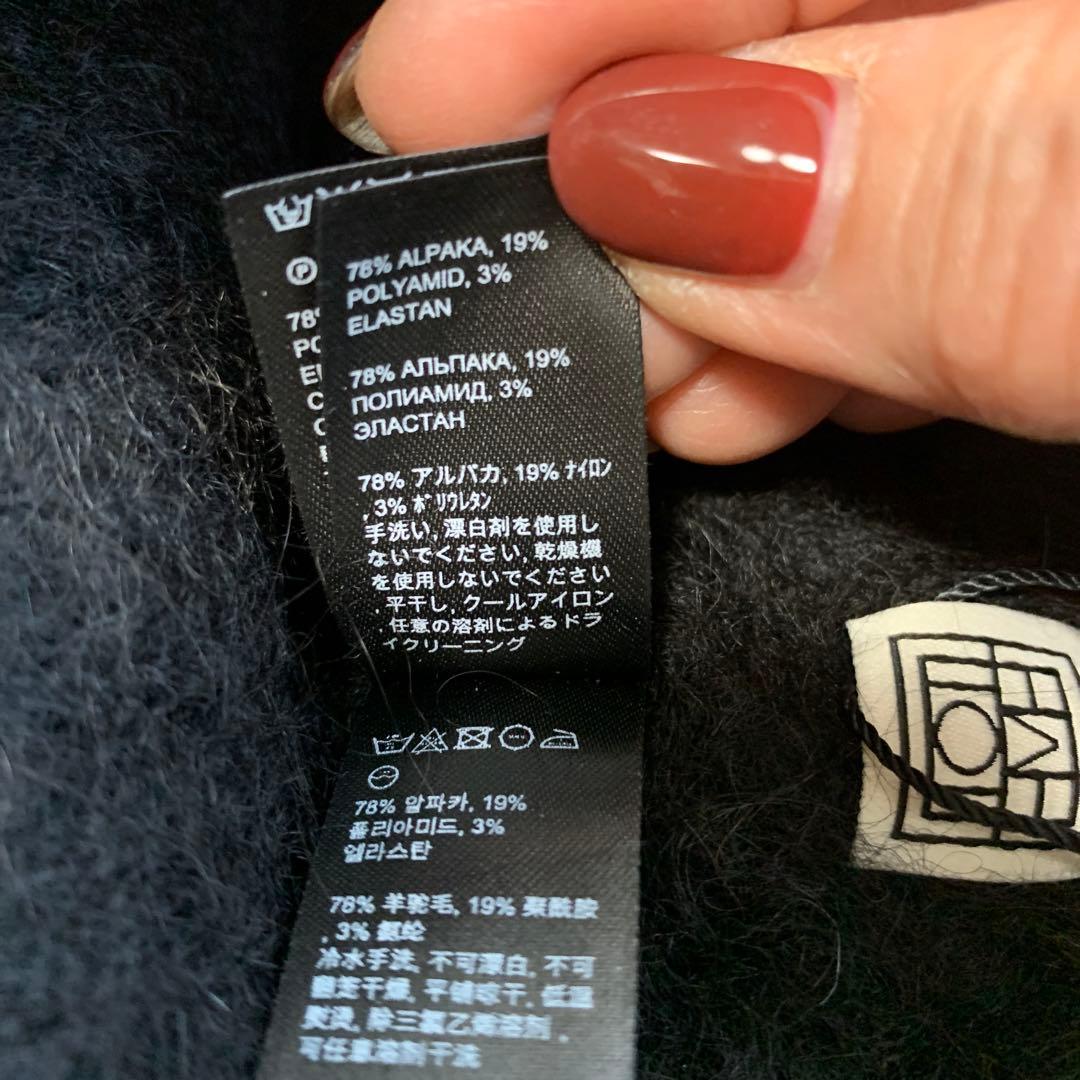 P
78% ALPAKA, 19%
POLYAMID, 3%
ELASTAN
78% АЛЬПАКА, 19%
ПОЛИАМИД, 3%
ЭЛАСТАН
78% アルパカ, 19% ナイロン
, 3% ポリウレタン
手洗い, 漂白剤を使用し
ないでください, 乾燥機
を使用しないでください
, 平干し, クールアイロン
, 任意の溶剤によるドラ
イクリーニング
78% 알파카, 19%
폴리아미드, 3%
엘라스탄
78% 羊驼毛, 19% 聚酰胺
, 3% 氨纶
冷水手洗, 不可漂白, 不可
翻定干燥, 平铺晾干, 低温
熨烫, 除三氯乙烯溶剂,
可任意溶剂干洗